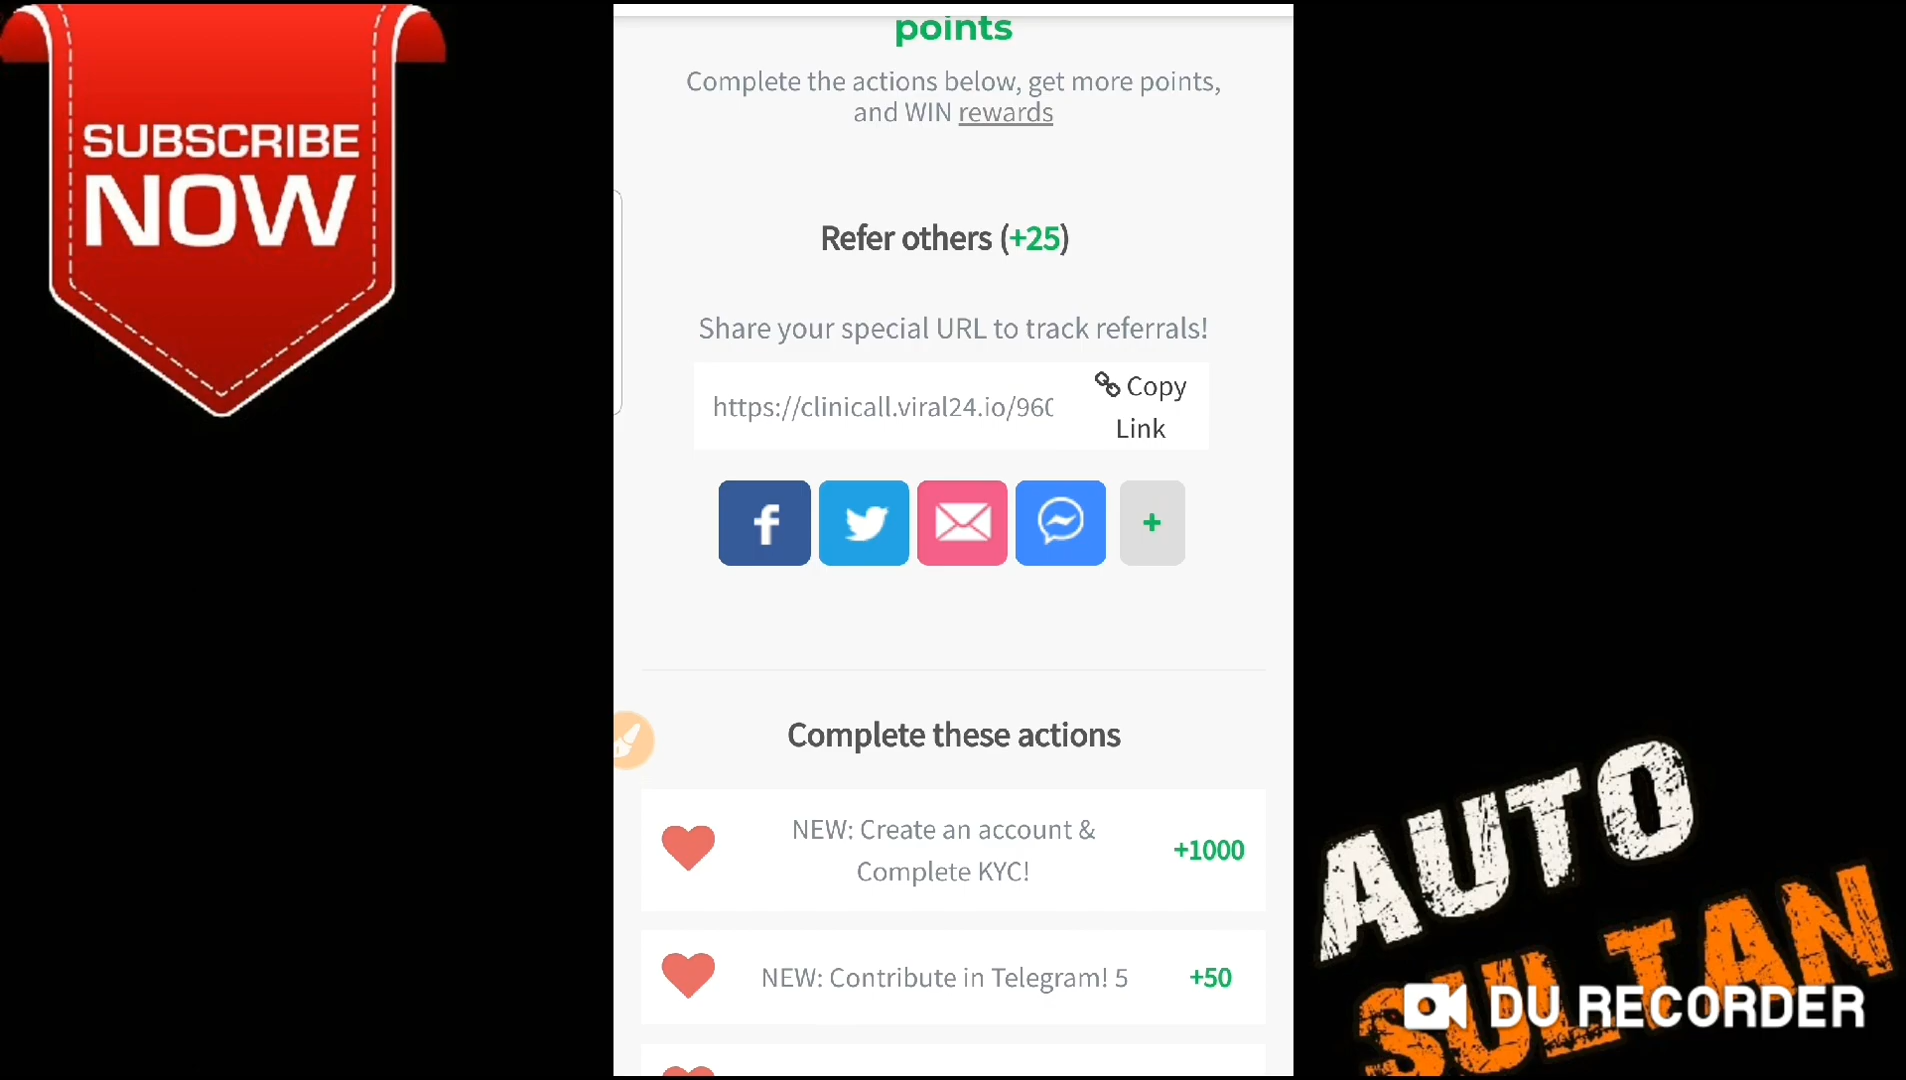 SUBSCRIBE
NOW
points
Complete the actions below, get more points,
and WIN rewards
Refer others (+25)
Share your special URL to track referrals!
https://clinicall.viral24.io/960
Copy
Link
f
+
Complete these actions
NEW: Create an account &
Complete KYC!
+1000
NEW: Contribute in Telegram! 5
+50
AUTO
SULTAN
DU RECORDER